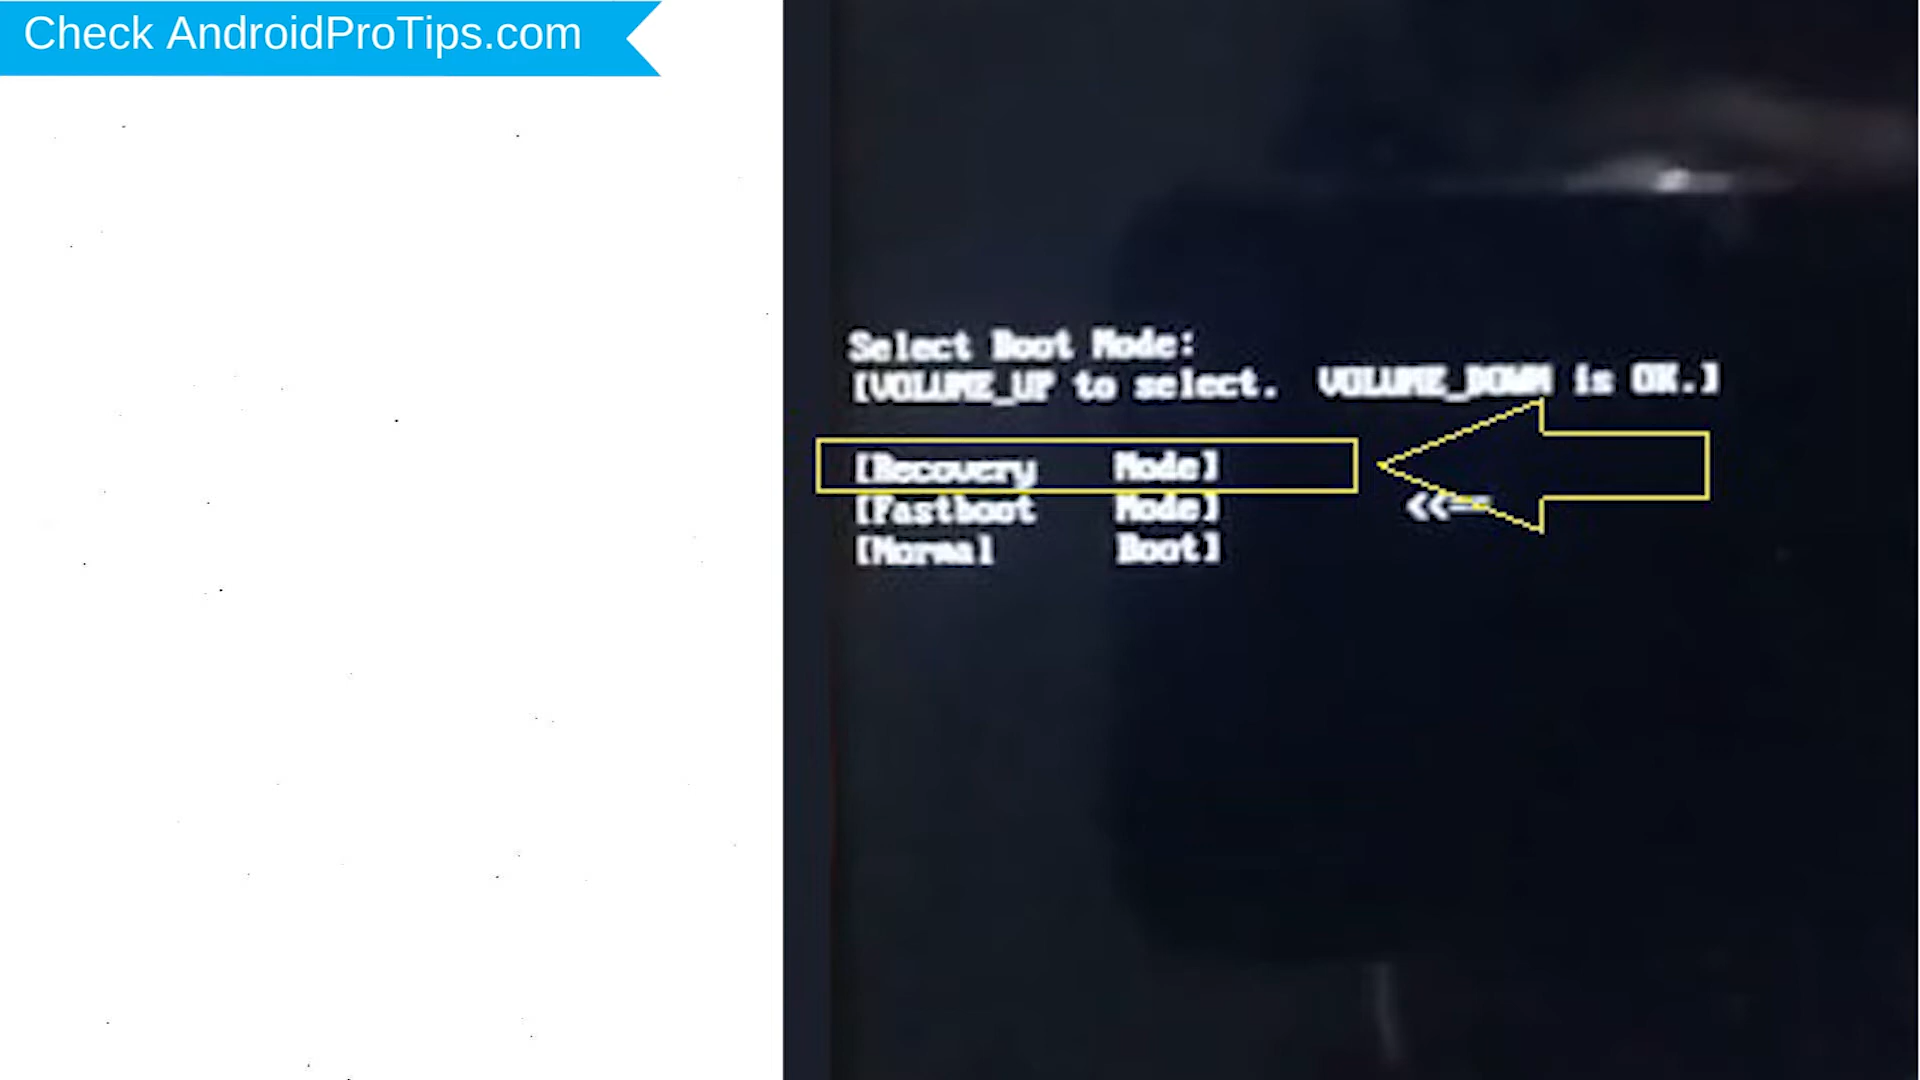 Check AndroidProTips.com
Select Boot Mode:
[VOLUME_UP to select. VOLUME_DOWN is OK.]
[Recovery Mode]
[Fastboot Mode] <<==
[Normal Boot]